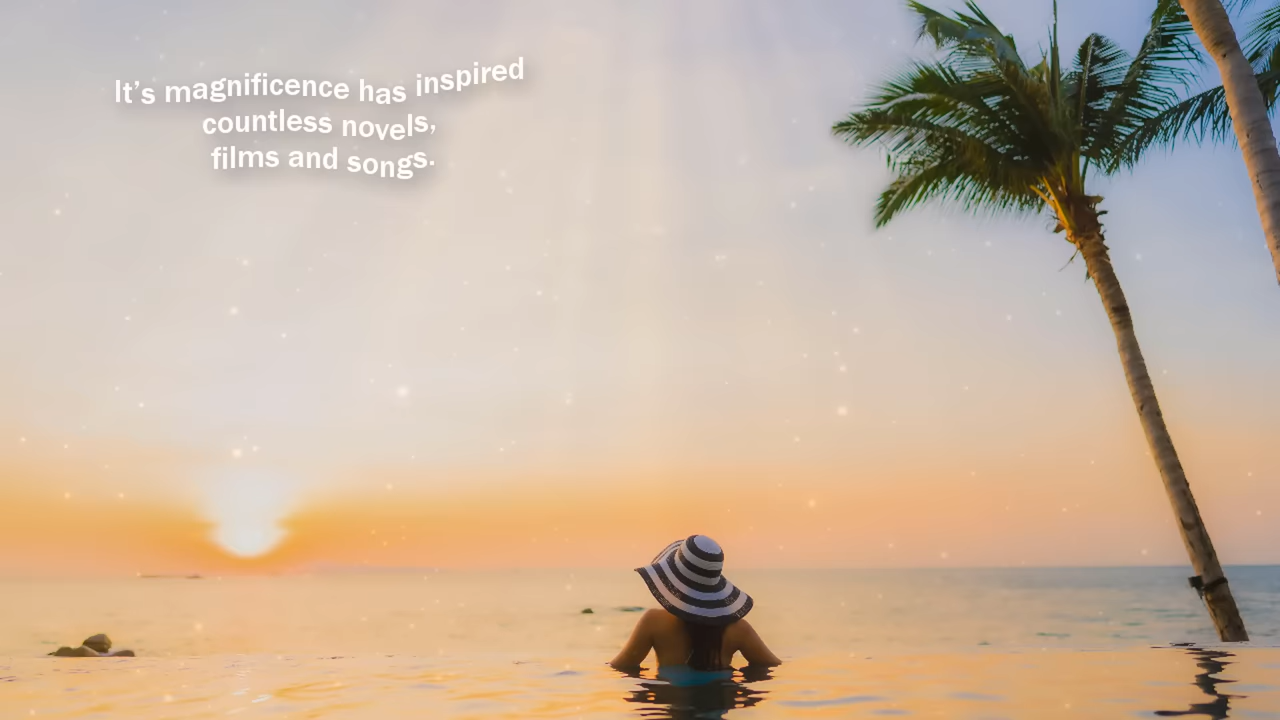 It’s magnificence has inspired
countless novels,
films and songs.